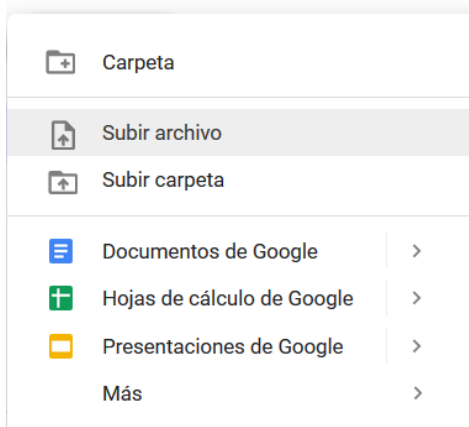 Carpeta
Subir archivo
Subir carpeta
Documentos de Google
Hojas de cálculo de Google
Presentaciones de Google
Más